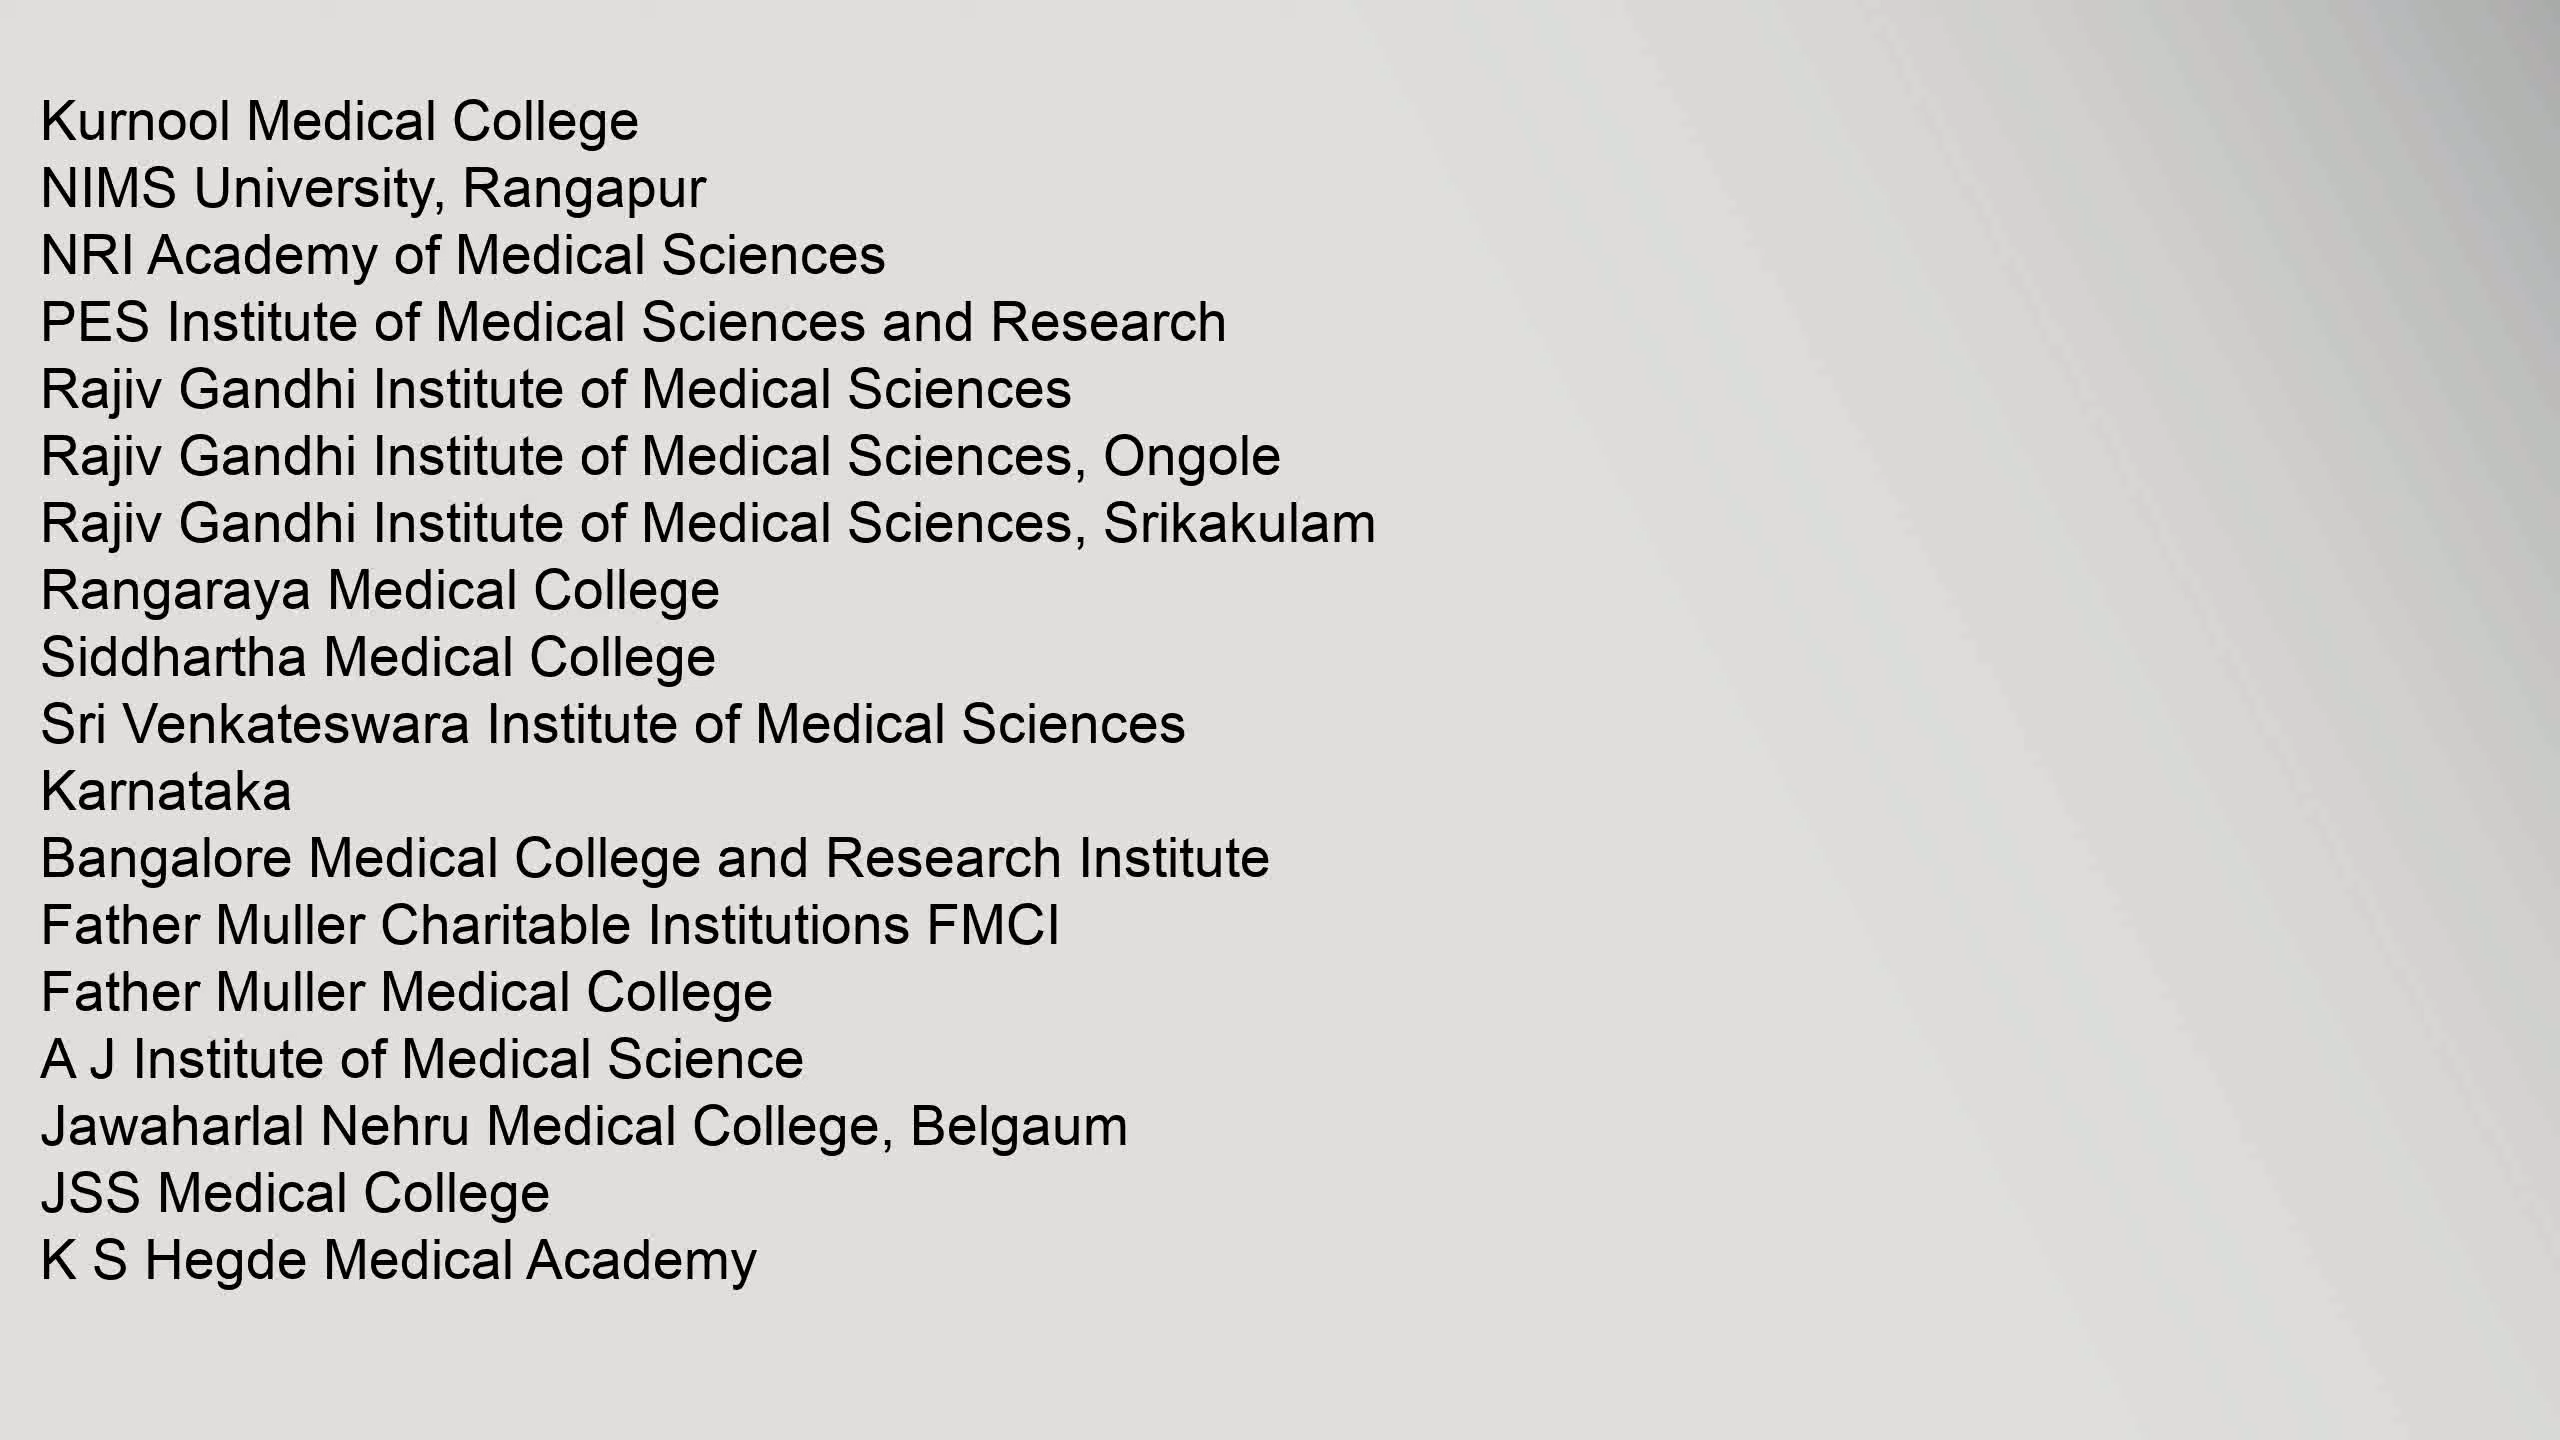 Kurnool Medical College
NIMS University, Rangapur
NRI Academy of Medical Sciences
PES Institute of Medical Sciences and Research
Rajiv Gandhi Institute of Medical Sciences
Rajiv Gandhi Institute of Medical Sciences, Ongole
Rajiv Gandhi Institute of Medical Sciences, Srikakulam
Rangaraya Medical College
Siddhartha Medical College
Sri Venkateswara Institute of Medical Sciences
Karnataka
Bangalore Medical College and Research Institute
Father Muller Charitable Institutions FMCI
Father Muller Medical College
A J Institute of Medical Science
Jawaharlal Nehru Medical College, Belgaum
JSS Medical College
K S Hegde Medical Academy